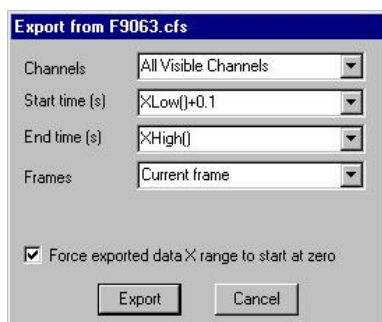 Export from F9063.cfs
Channels All Visible Channels
Start time (s) XLow()+0.1
End time (s) XHigh()
Frames Current frame
Force exported data X range to start at zero
Export Cancel